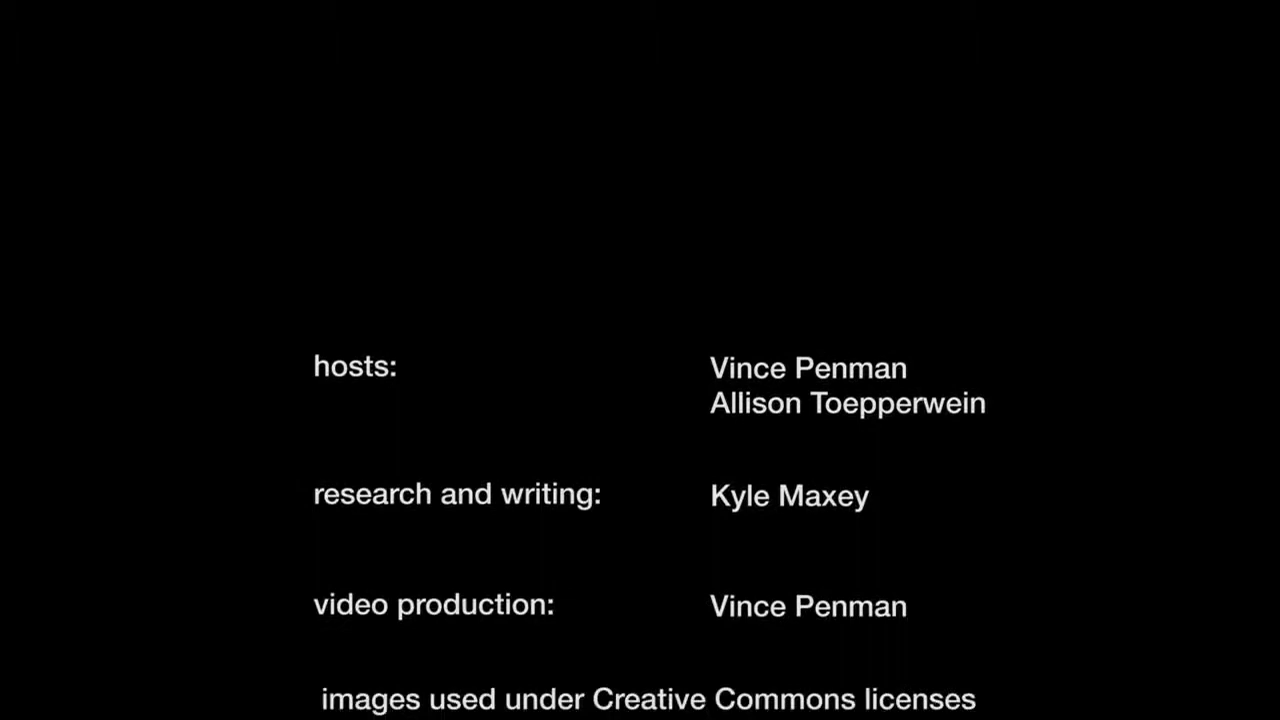 hosts: Vince Penman
Allison Toepperwein
research and writing: Kyle Maxey
video production: Vince Penman
images used under Creative Commons licenses